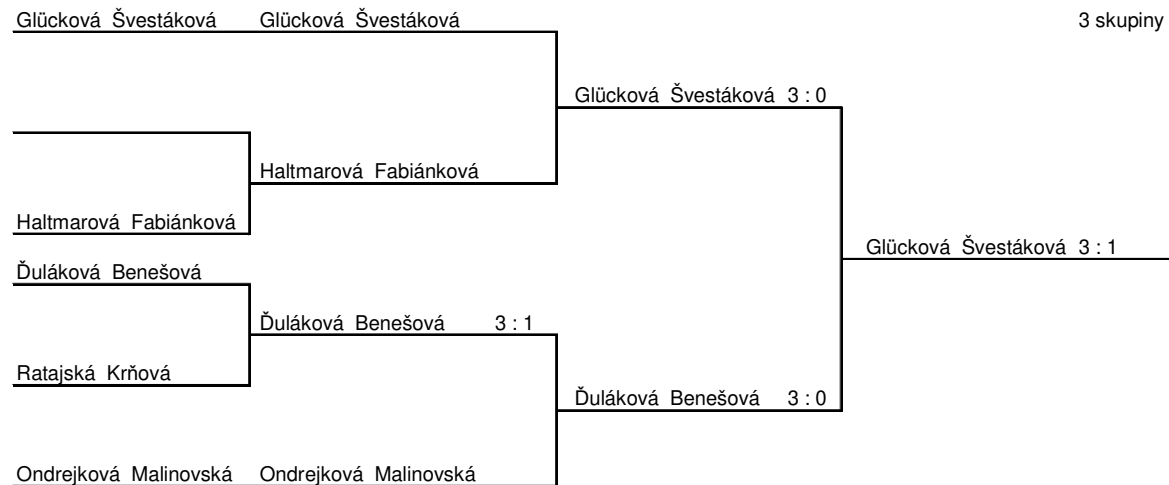 Glücková Švestáková Glücková Švestáková 3 skupiny
Glücková Švestáková 3 : 0
Haltmarová Fabiánková
Haltmarová Fabiánková
Glücková Švestáková 3 : 1
Ďuláková Benešová
Ďuláková Benešová 3 : 1
Ratajská Krňová
Ďuláková Benešová 3 : 0
Ondrejková Malinovská Ondrejková Malinovská